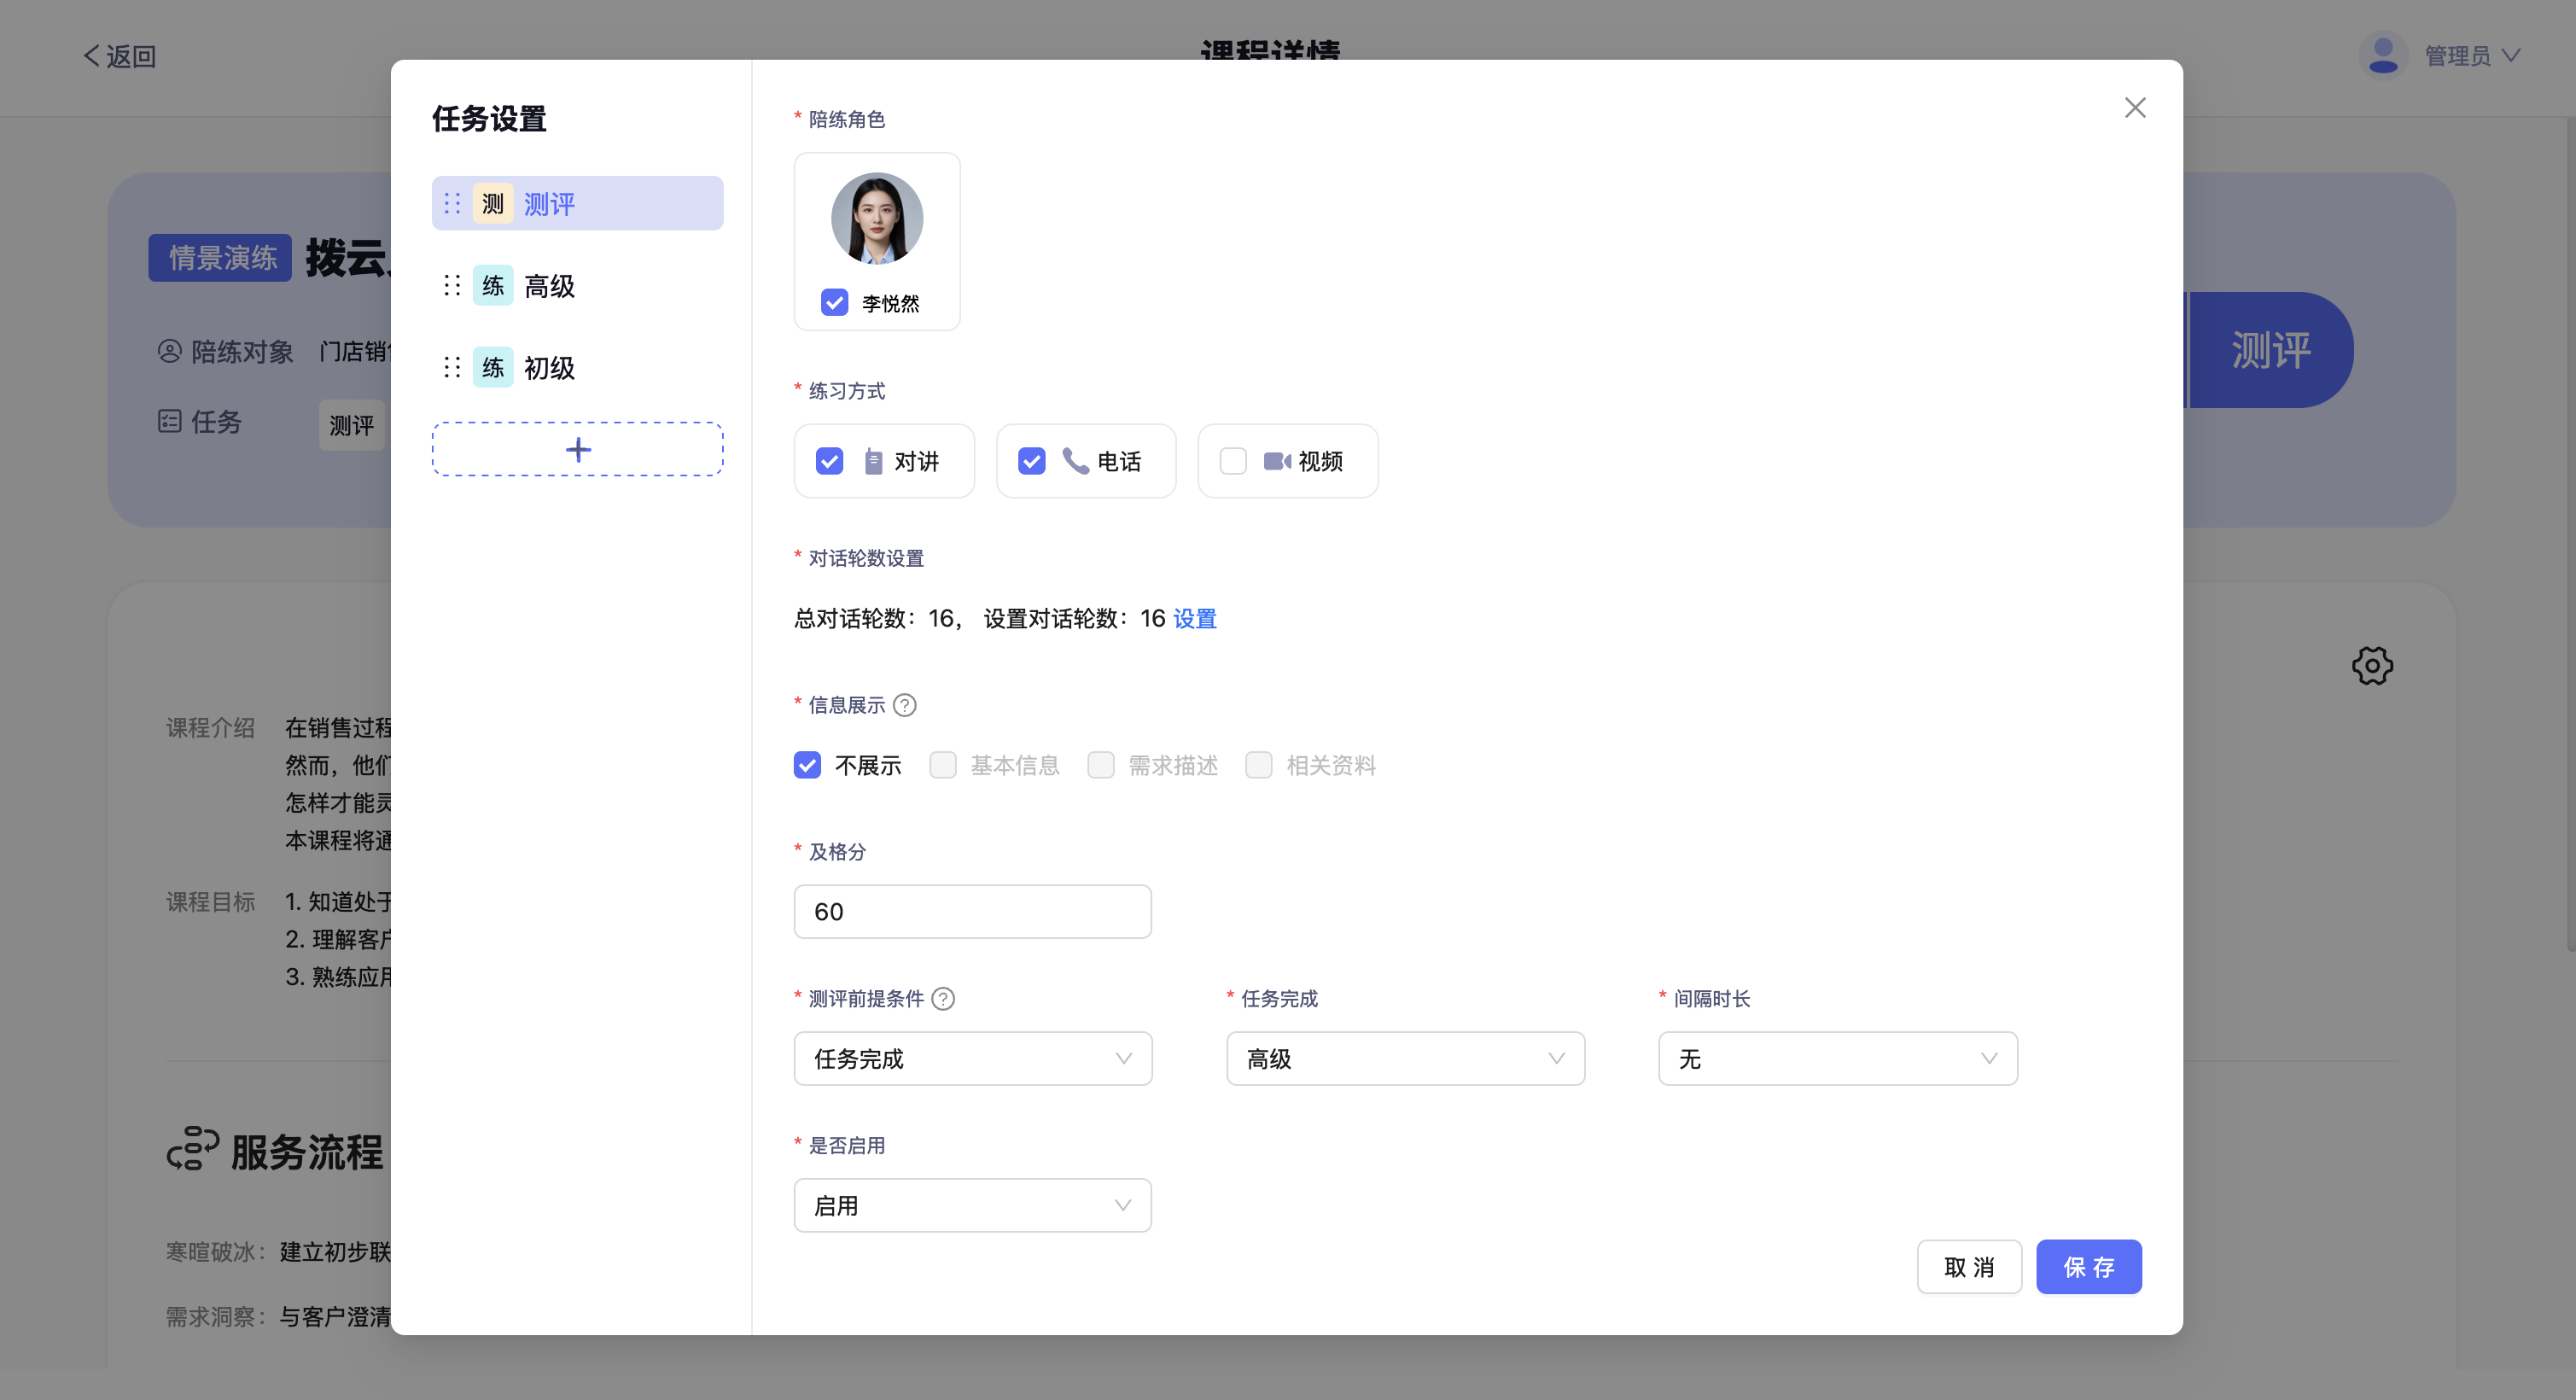 返回
课程详情
管理员
任务设置
测 测评
练 高级
练 初级
* 陪练角色
李悦然
* 练习方式
对讲 电话 视频
* 对话轮数设置
总对话轮数：16， 设置对话轮数：16 设置
* 信息展示 ?
不展示 基本信息 需求描述 相关资料
* 及格分
60
* 测评前提条件 ? * 任务完成 * 间隔时长
任务完成 高级 无
* 是否启用
启用
取 消 保 存
情景演练 拨云
陪练对象 门店销
任务 测评
测评
课程介绍 在销售过程
然而，他们
怎样才能灵
本课程将通
课程目标 1. 知道处于
2. 理解客户
3. 熟练应用
服务流程
寒暄破冰： 建立初步联
需求洞察： 与客户澄清